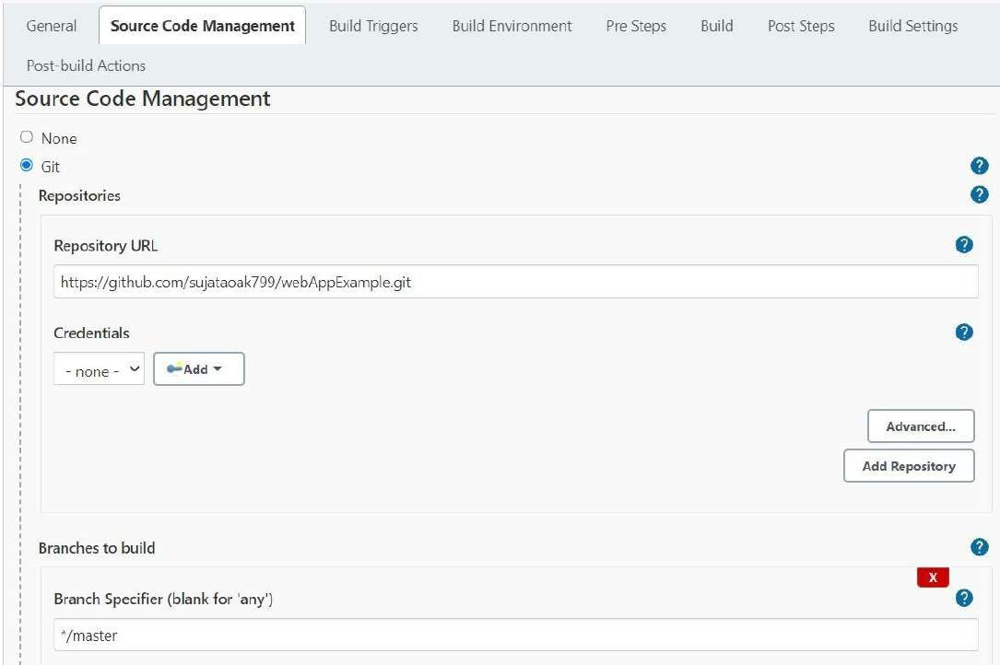 General Source Code Management Build Triggers Build Environment Pre Steps Build Post Steps Build Settings
Post-build Actions
Source Code Management
None
Git ?
Repositories ?
Repository URL ?
https://github.com/sujataoak799/webAppExample.git
Credentials ?
- none - Add
Advanced...
Add Repository
Branches to build ?
X
Branch Specifier (blank for 'any') ?
*/master